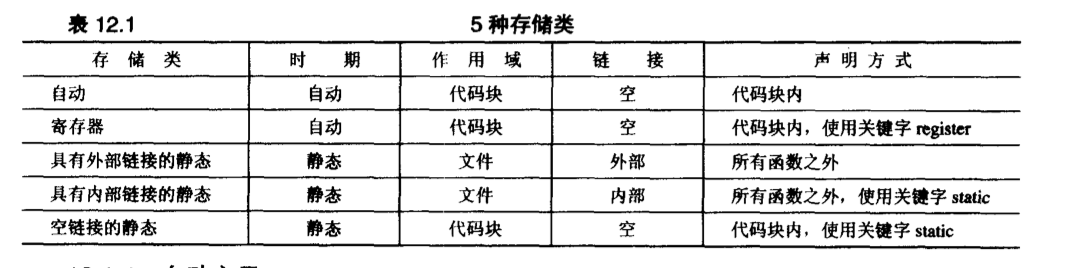 表 12.1 5 种存储类
存 储 类 时 期 作 用 域 链 接 声 明 方 式
自动 自动 代码块 空 代码块内
寄存器 自动 代码块 空 代码块内，使用关键字 register
具有外部链接的静态 静态 文件 外部 所有函数之外
具有内部链接的静态 静态 文件 内部 所有函数之外，使用关键字 static
空链接的静态 静态 代码块 空 代码块内，使用关键字 static